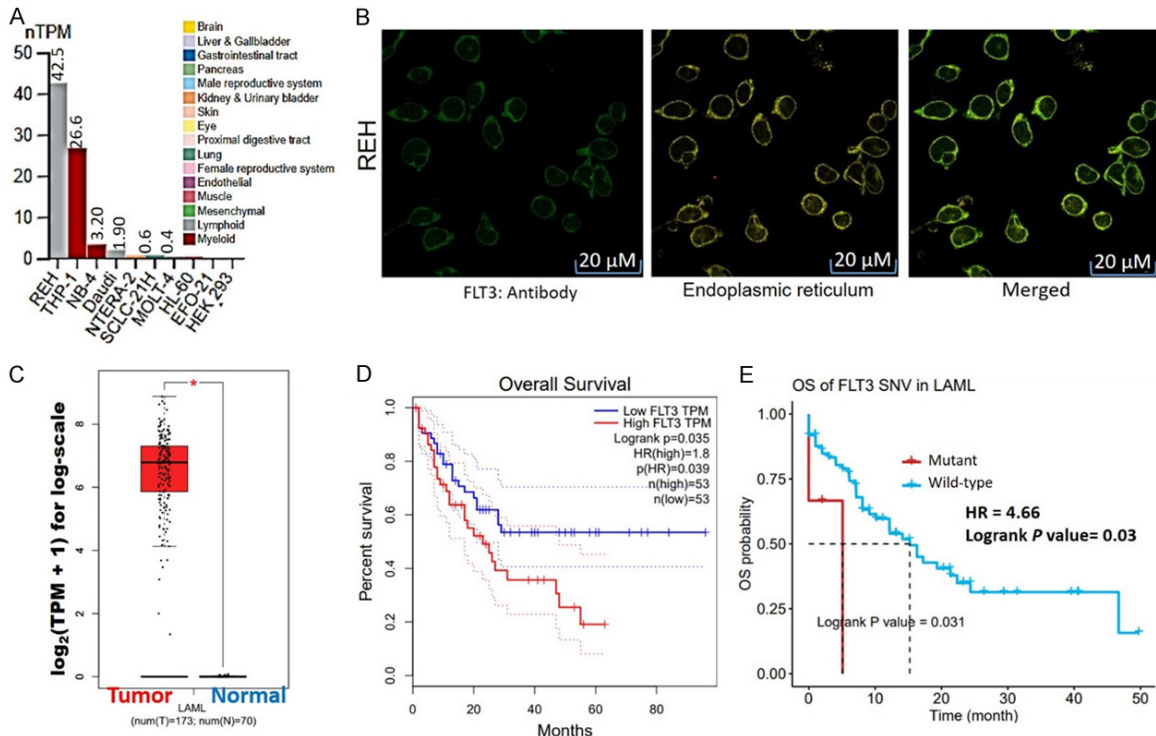 A
nTPM
50
40
30
20
10
0
42.5
26.6
3.20
1.90
0.6
0.4
REH
THP-1
NB-4
Daudi
NTERA-2
SCLC-21H
MOLT-4
HL-60
EFO-21
HEK 293
Brain
Liver & Gallbladder
Gastrointestinal tract
Pancreas
Male reproductive system
Kidney & Urinary bladder
Skin
Eye
Proximal digestive tract
Lung
Female reproductive system
Endothelial
Muscle
Mesenchymal
Lymphoid
Myeloid
B
REH
20 µM
20 µM
20 µM
FLT3: Antibody
Endoplasmic reticulum
Merged
C
log2(TPM + 1) for log-scale
8
6
4
2
0
*
Tumor
Normal
LAML
(num(T)=173; num(N)=70)
D
Overall Survival
Percent survival
1.0
0.8
0.6
0.4
0.2
0.0
Low FLT3 TPM
High FLT3 TPM
Logrank p=0.035
HR(high)=1.8
p(HR)=0.039
n(high)=53
n(low)=53
0
20
40
60
80
Months
E
OS of FLT3 SNV in LAML
OS probability
1.00
0.75
0.50
0.25
0.00
Mutant
Wild-type
HR = 4.66
Logrank P value= 0.03
Logrank P value = 0.031
0
10
20
30
40
50
Time (month)